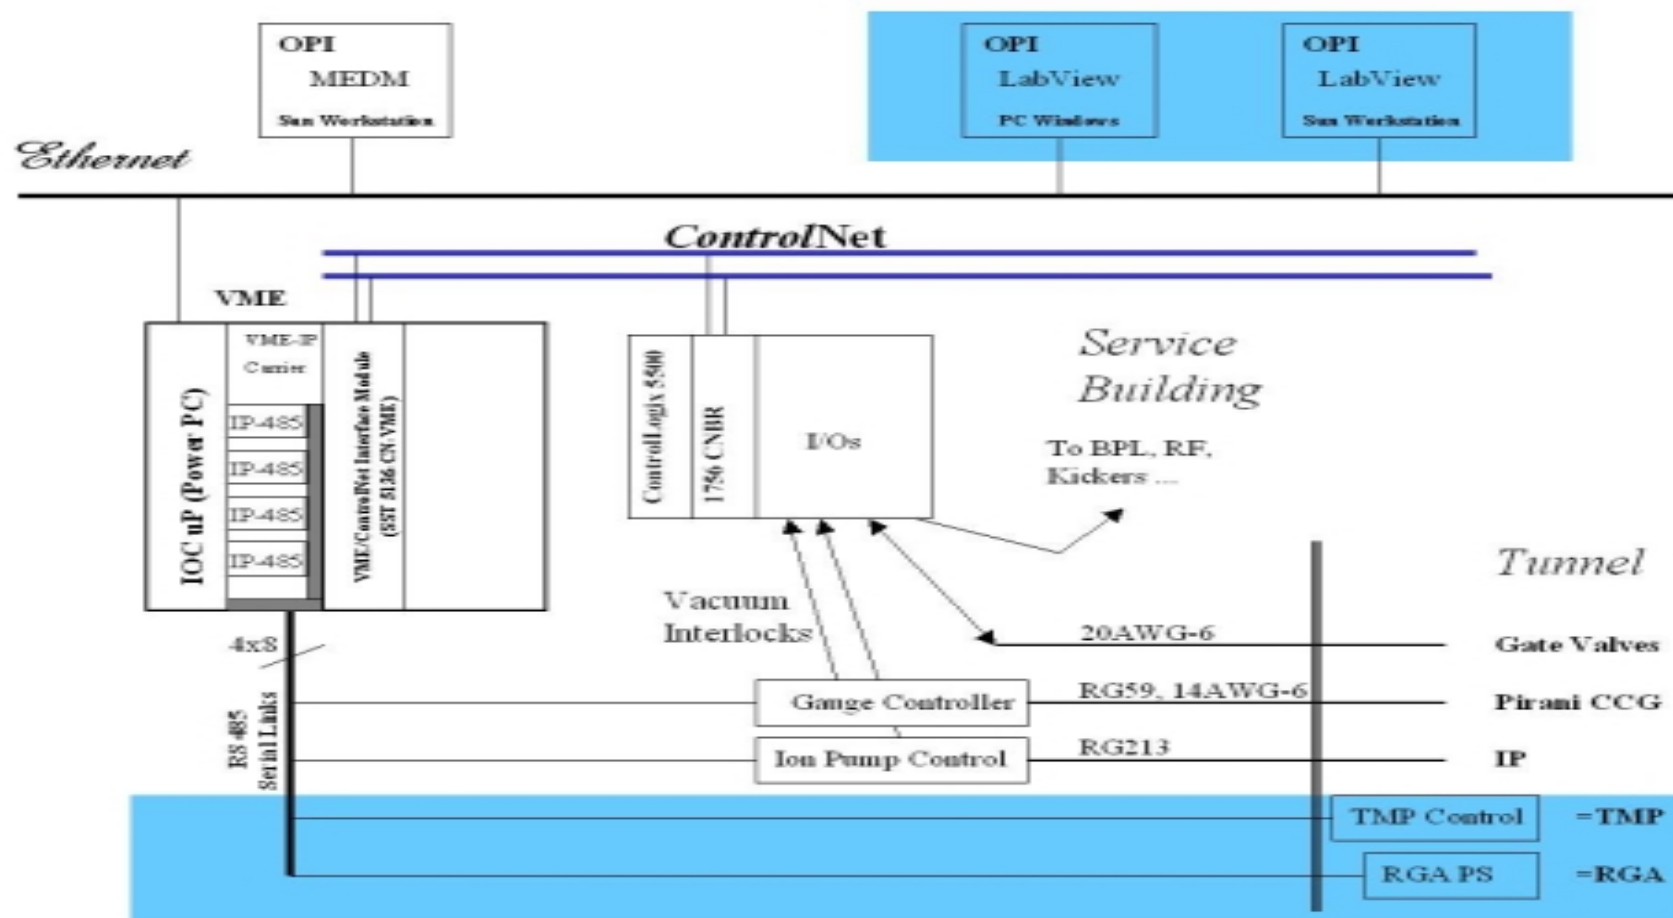 OPI
MEDM
Sun Workstation
OPI
LabView
PC Windows
OPI
LabView
Sun Workstation
Ethernet
ControlNet
VME
IOC uP (Power PC)
VME-IP
Carrier
IP-485
IP-485
IP-485
IP-485
VME/ControlNet Interface Module
(SST 5136 CN-VME)
ControlLogix 5500
1756 CNBR
I/Os
Service
Building
To BPL, RF,
Kickers ...
Tunnel
Vacuum
Interlocks
4x8
RS 485
Serial Links
20AWG-6
Gate Valves
Gauge Controller
RG59, 14AWG-6
Pirani CCG
Ion Pump Control
RG213
IP
TMP Control
=TMP
RGA PS
=RGA